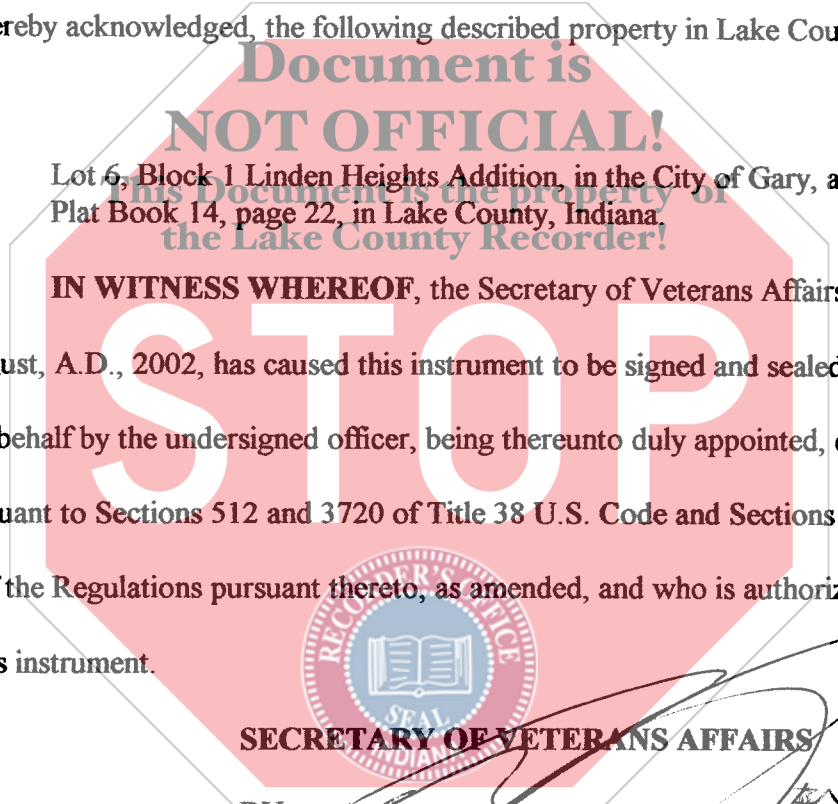 ereby acknowledged, the following described property in Lake Cou
Document is
NOT OFFICIAL!
Lot 6, Block 1 Linden Heights Addition, in the City of Gary, a
This Document is the property of
Plat Book 14, page 22, in Lake County, Indiana.
the Lake County Recorder!
IN WITNESS WHEREOF, the Secretary of Veterans Affairs
STOP
ust, A.D., 2002, has caused this instrument to be signed and sealed
behalf by the undersigned officer, being thereunto duly appointed,
uant to Sections 512 and 3720 of Title 38 U.S. Code and Sections
the Regulations pursuant thereto, as amended, and who is authoriz
s instrument.
RECORDER'S OFFICE
SEAL
INDIANA
SECRETARY OF VETERANS AFFAIRS